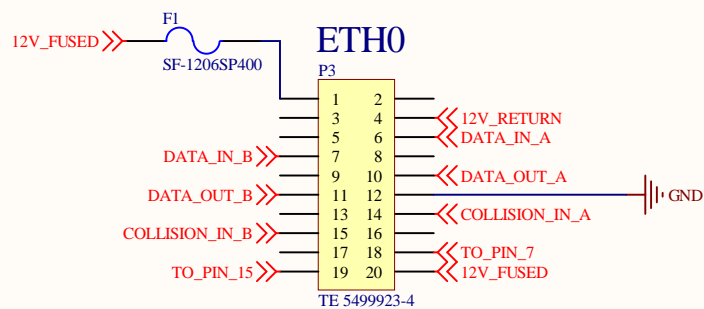 F1
12V_FUSED
SF-1206SP400
ETH0
P3
1 2
3 4 12V_RETURN
5 6 DATA_IN_A
DATA_IN_B 7 8
9 10 DATA_OUT_A
DATA_OUT_B 11 12 GND
13 14 COLLISION_IN_A
COLLISION_IN_B 15 16
17 18 TO_PIN_7
TO_PIN_15 19 20 12V_FUSED
TE 5499923-4